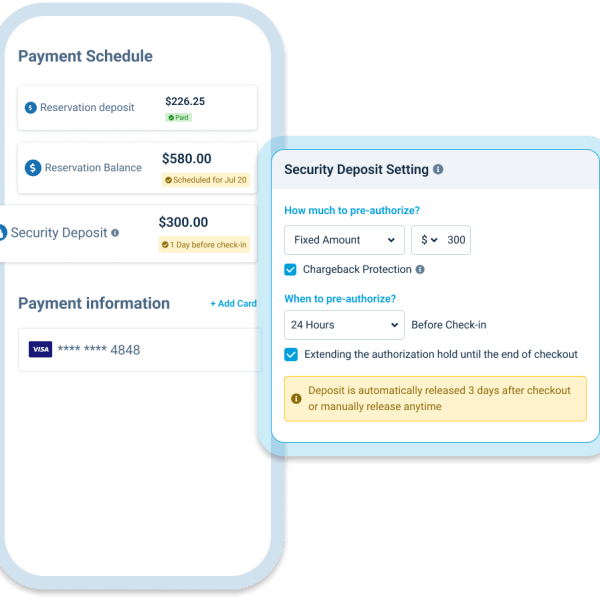 Payment Schedule
Reservation deposit
$226.25
Paid
Reservation Balance
$580.00
Scheduled for Jul 20
Security Deposit
$300.00
1 Day before check-in
Payment information
+ Add Card
VISA **** **** 4848
Security Deposit Setting
How much to pre-authorize?
Fixed Amount
$ 300
Chargeback Protection
When to pre-authorize?
24 Hours
Before Check-in
Extending the authorization hold until the end of checkout
Deposit is automatically released 3 days after checkout
or manually release anytime